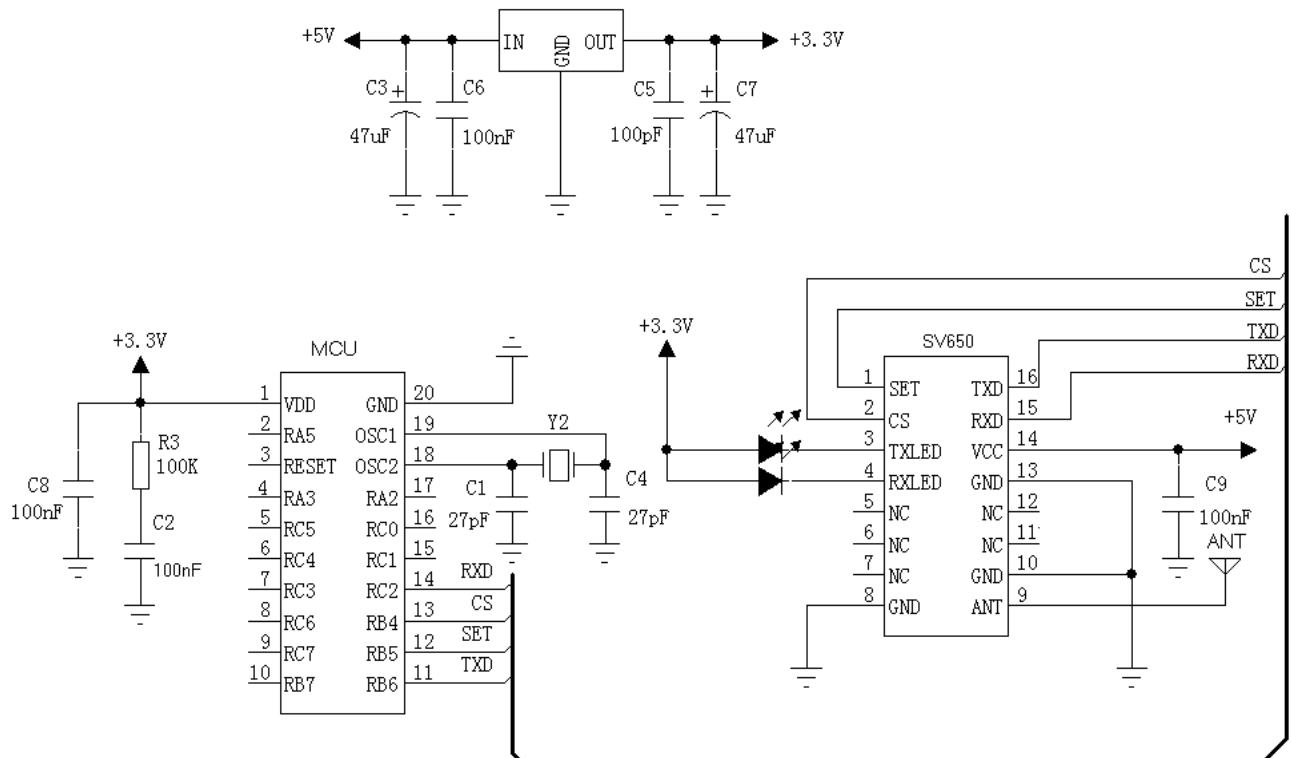 +5V
IN
GND
OUT
+3.3V
C3
+
C6
C5
+
C7
47uF
100nF
100pF
47uF
CS
SET
TXD
RXD
+3.3V
R3
100K
C8
100nF
C2
100nF
MCU
1
VDD
2
RA5
3
RESET
4
RA3
5
RC5
6
RC4
7
RC3
8
RC6
9
RC7
10
RB7
20
GND
19
OSC1
18
OSC2
17
RA2
16
RC0
15
RC1
14
RC2
13
RB4
12
RB5
11
RB6
RXD
CS
SET
TXD
Y2
C1
27pF
C4
27pF
+3.3V
SV650
1
SET
2
CS
3
TXLED
4
RXLED
5
NC
6
NC
7
NC
8
GND
16
TXD
15
RXD
14
VCC
13
GND
12
NC
11
NC
10
GND
9
ANT
+5V
C9
100nF
ANT